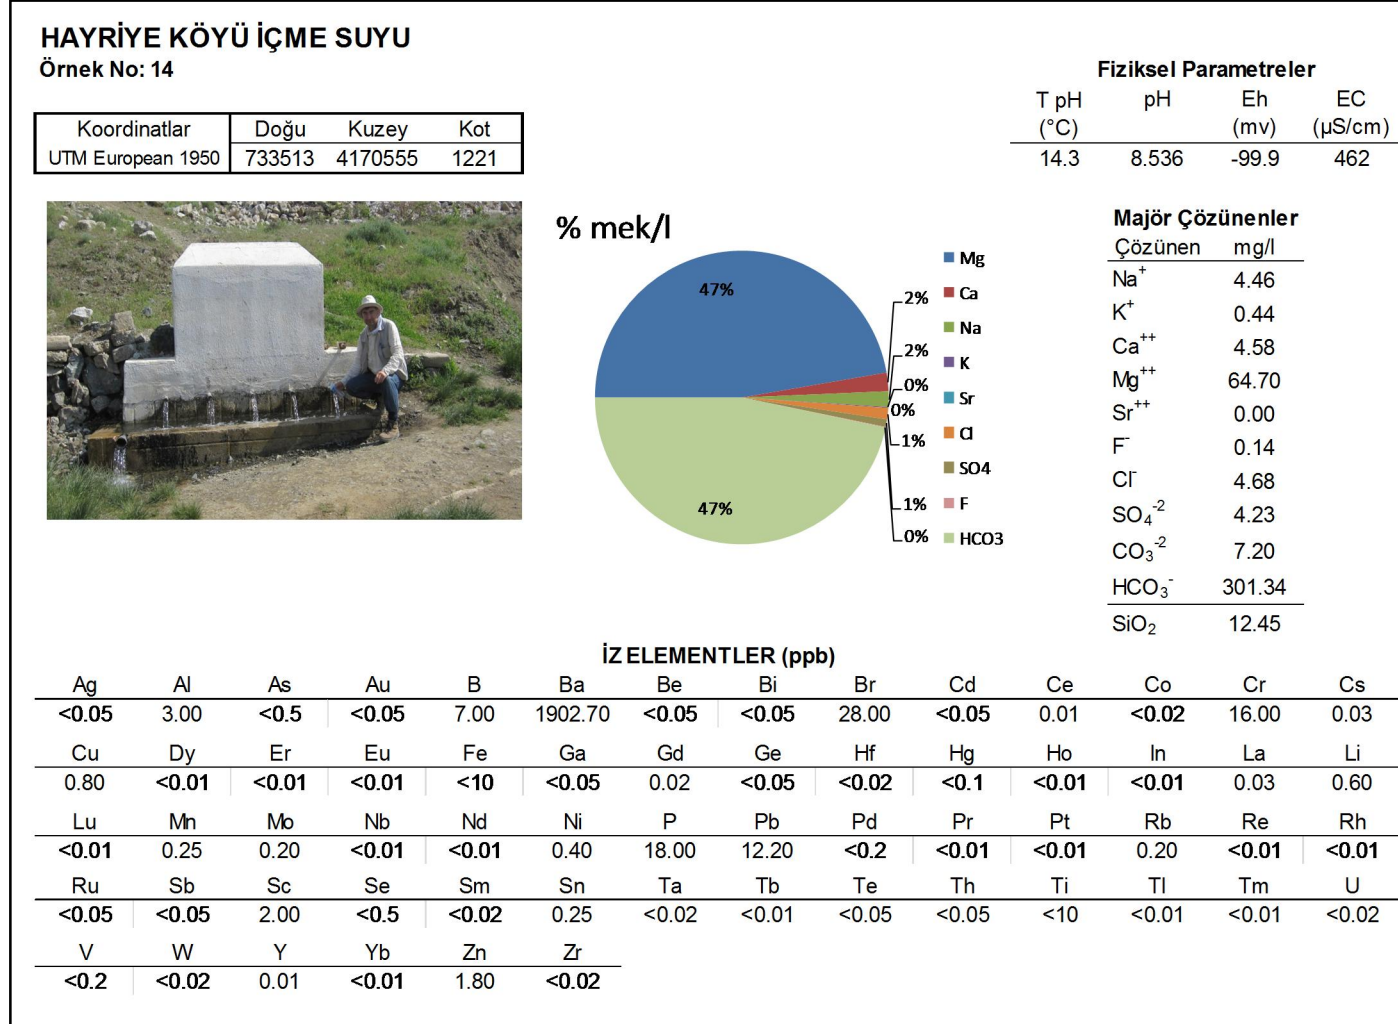 HAYRİYE KÖYÜ İÇME SUYU
Örnek No: 14
Koordinatlar Doğu Kuzey Kot
UTM European 1950 733513 4170555 1221
Fiziksel Parametreler
T pH pH Eh EC
(°C) (mv) (µS/cm)
14.3 8.536 -99.9 462
% mek/l
47%
2%
2%
0%
0%
1%
1%
0%
47%
Mg
Ca
Na
K
Sr
Cl
SO4
F
HCO3
Majör Çözünenler
Çözünen mg/l
Na⁺ 4.46
K⁺ 0.44
Ca⁺⁺ 4.58
Mg⁺⁺ 64.70
Sr⁺⁺ 0.00
F⁻ 0.14
Cl⁻ 4.68
SO₄⁻² 4.23
CO₃⁻² 7.20
HCO₃⁻ 301.34
SiO₂ 12.45
İZ ELEMENTLER (ppb)
Ag Al As Au B Ba Be Bi Br Cd Ce Co Cr Cs
<0.05 3.00 <0.5 <0.05 7.00 1902.70 <0.05 <0.05 28.00 <0.05 0.01 <0.02 16.00 0.03
Cu Dy Er Eu Fe Ga Gd Ge Hf Hg Ho In La Li
0.80 <0.01 <0.01 <0.01 <10 <0.05 0.02 <0.05 <0.02 <0.1 <0.01 <0.01 0.03 0.60
Lu Mn Mo Nb Nd Ni P Pb Pd Pr Pt Rb Re Rh
<0.01 0.25 0.20 <0.01 <0.01 0.40 18.00 12.20 <0.2 <0.01 <0.01 0.20 <0.01 <0.01
Ru Sb Sc Se Sm Sn Ta Tb Te Th Ti Tl Tm U
<0.05 <0.05 2.00 <0.5 <0.02 0.25 <0.02 <0.01 <0.05 <0.05 <10 <0.01 <0.01 <0.02
V W Y Yb Zn Zr
<0.2 <0.02 0.01 <0.01 1.80 <0.02